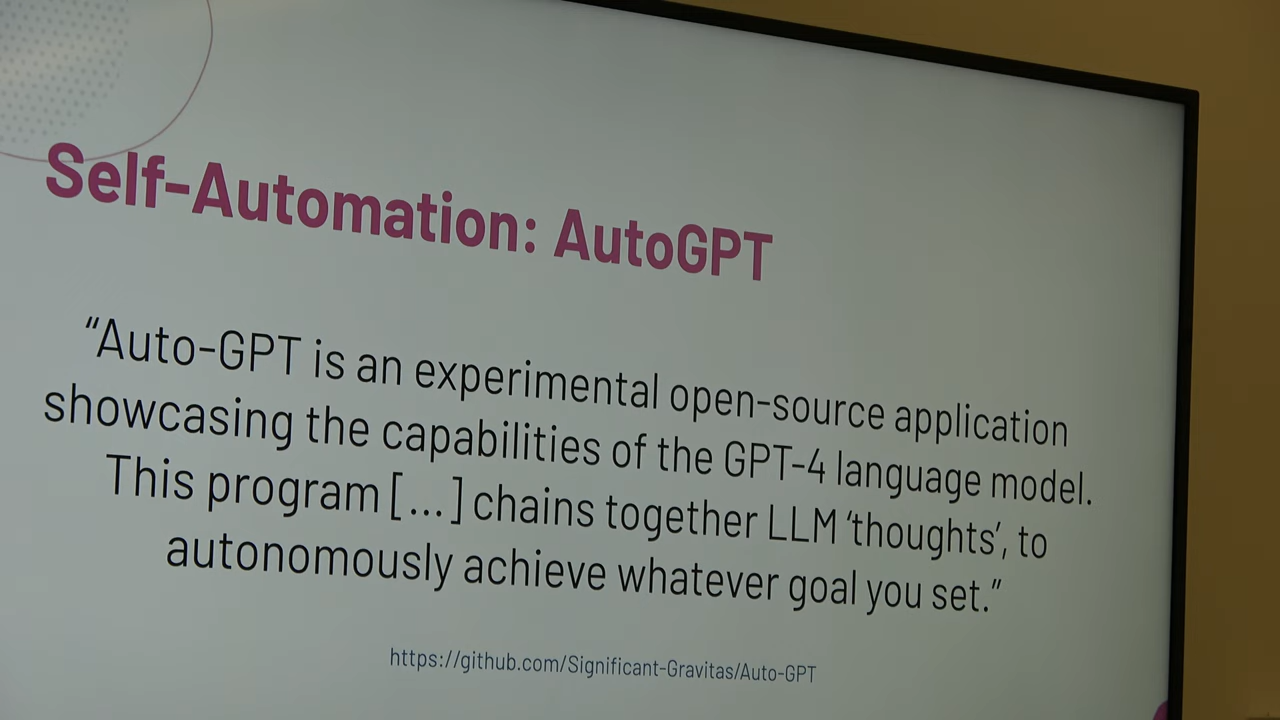 Self-Automation: AutoGPT
“Auto-GPT is an experimental open-source application
showcasing the capabilities of the GPT-4 language model.
This program [...] chains together LLM ‘thoughts’, to
autonomously achieve whatever goal you set.”
https://github.com/Significant-Gravitas/Auto-GPT